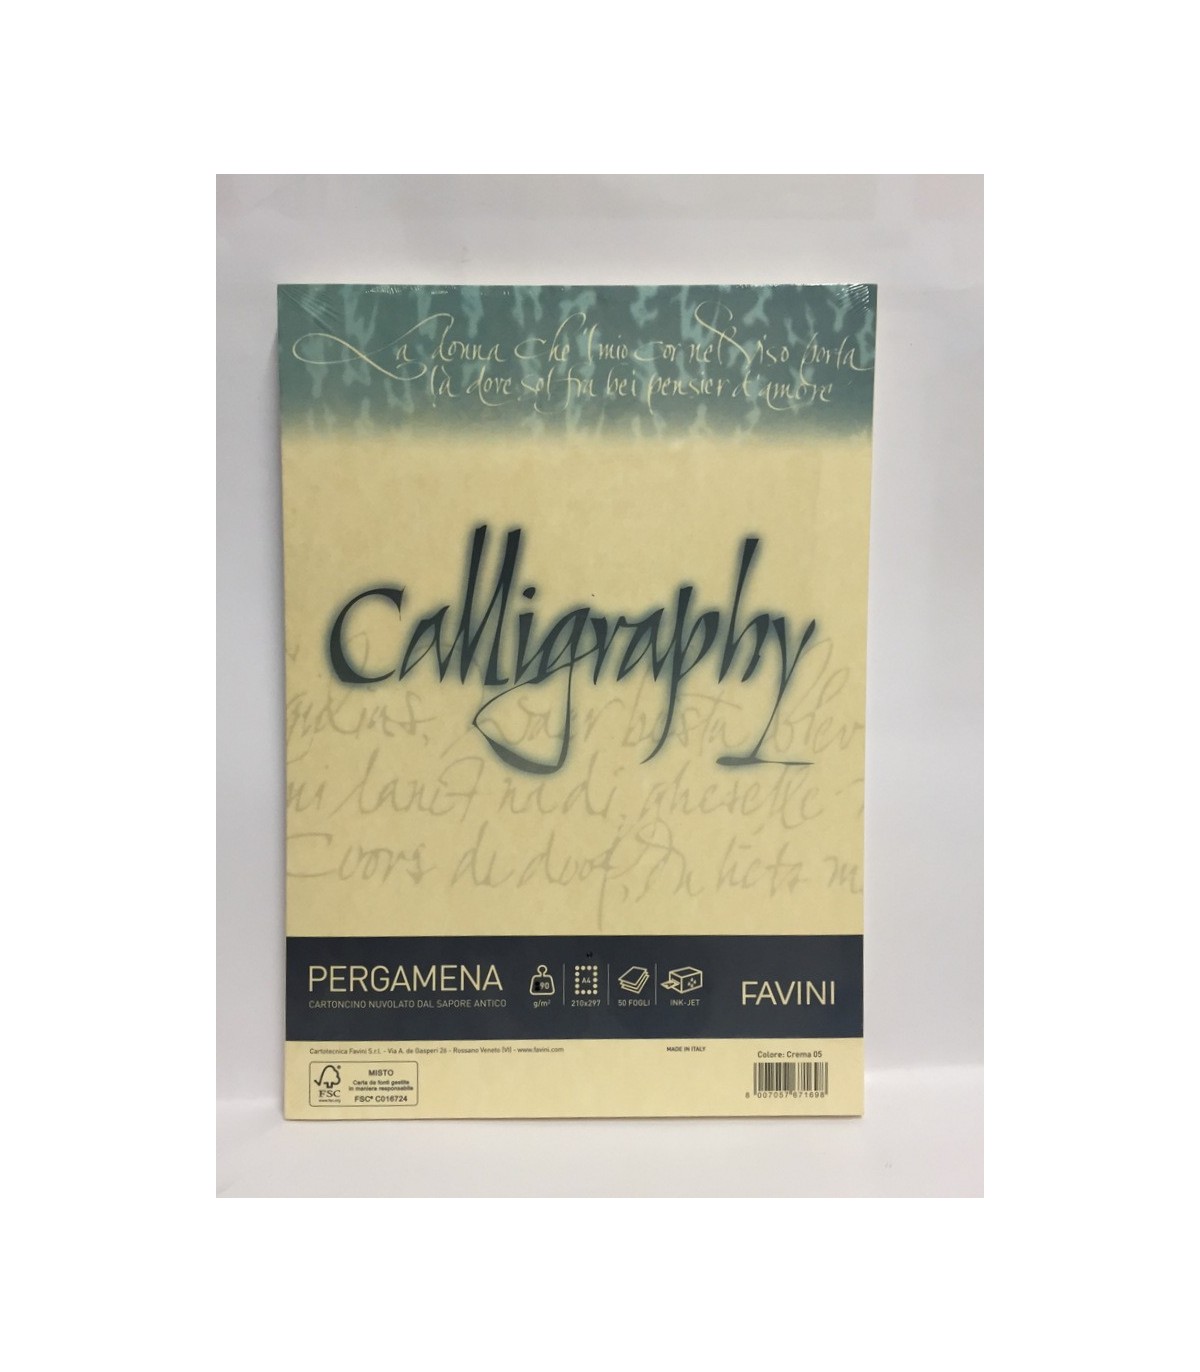 La donna che 'l mio cor nel viso porta
là dove sol fra bei pensier d'amore
Calligraphy
PERGAMENA
CARTONCINO NUVOLATO DAL SAPORE ANTICO
90
g/m²
A4
210x297
50 FOGLI
INK-JET
FAVINI
Cartotecnica Favini S.r.l. - Via A. de Gasperi 26 - Rossano Veneto (VI) - www.favini.com
MADE IN ITALY
Colore: Crema 05
FSC
www.fsc.org
MISTO
Carta da fonti gestite
in maniera responsabile
FSC® C016724
8 007057 671698